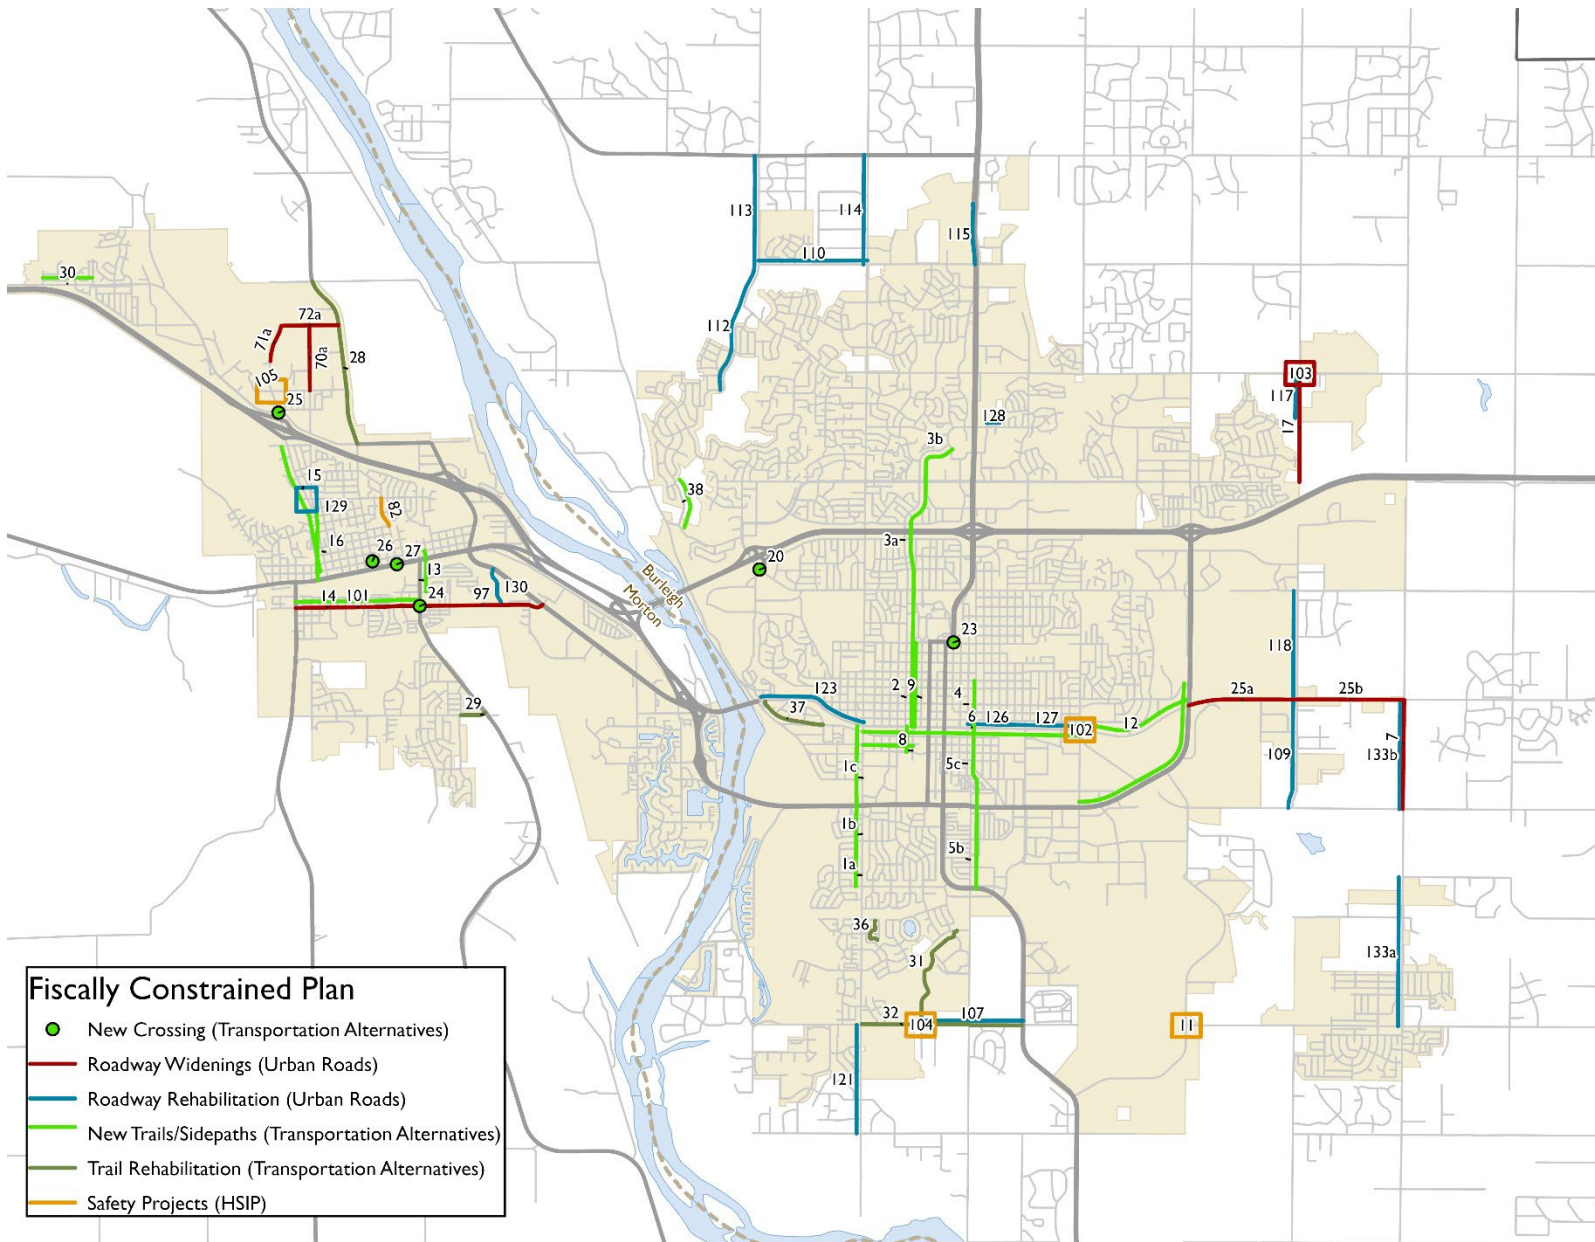 113
114
115
110
30
72a
112
71a
70a
28
103
105
117
25
128
17
3b
15
38
129
82
16
3a
26
27
20
13
Burleigh
14
101
24
97
130
Morton
23
118
2
9
4
123
25a
25b
37
29
6
126
127
12
102
7
8
1c
5c
109
133b
1b
5b
1a
36
31
133a
32
104
107
11
121
Fiscally Constrained Plan
New Crossing (Transportation Alternatives)
Roadway Widenings (Urban Roads)
Roadway Rehabilitation (Urban Roads)
New Trails/Sidepaths (Transportation Alternatives)
Trail Rehabilitation (Transportation Alternatives)
Safety Projects (HSIP)